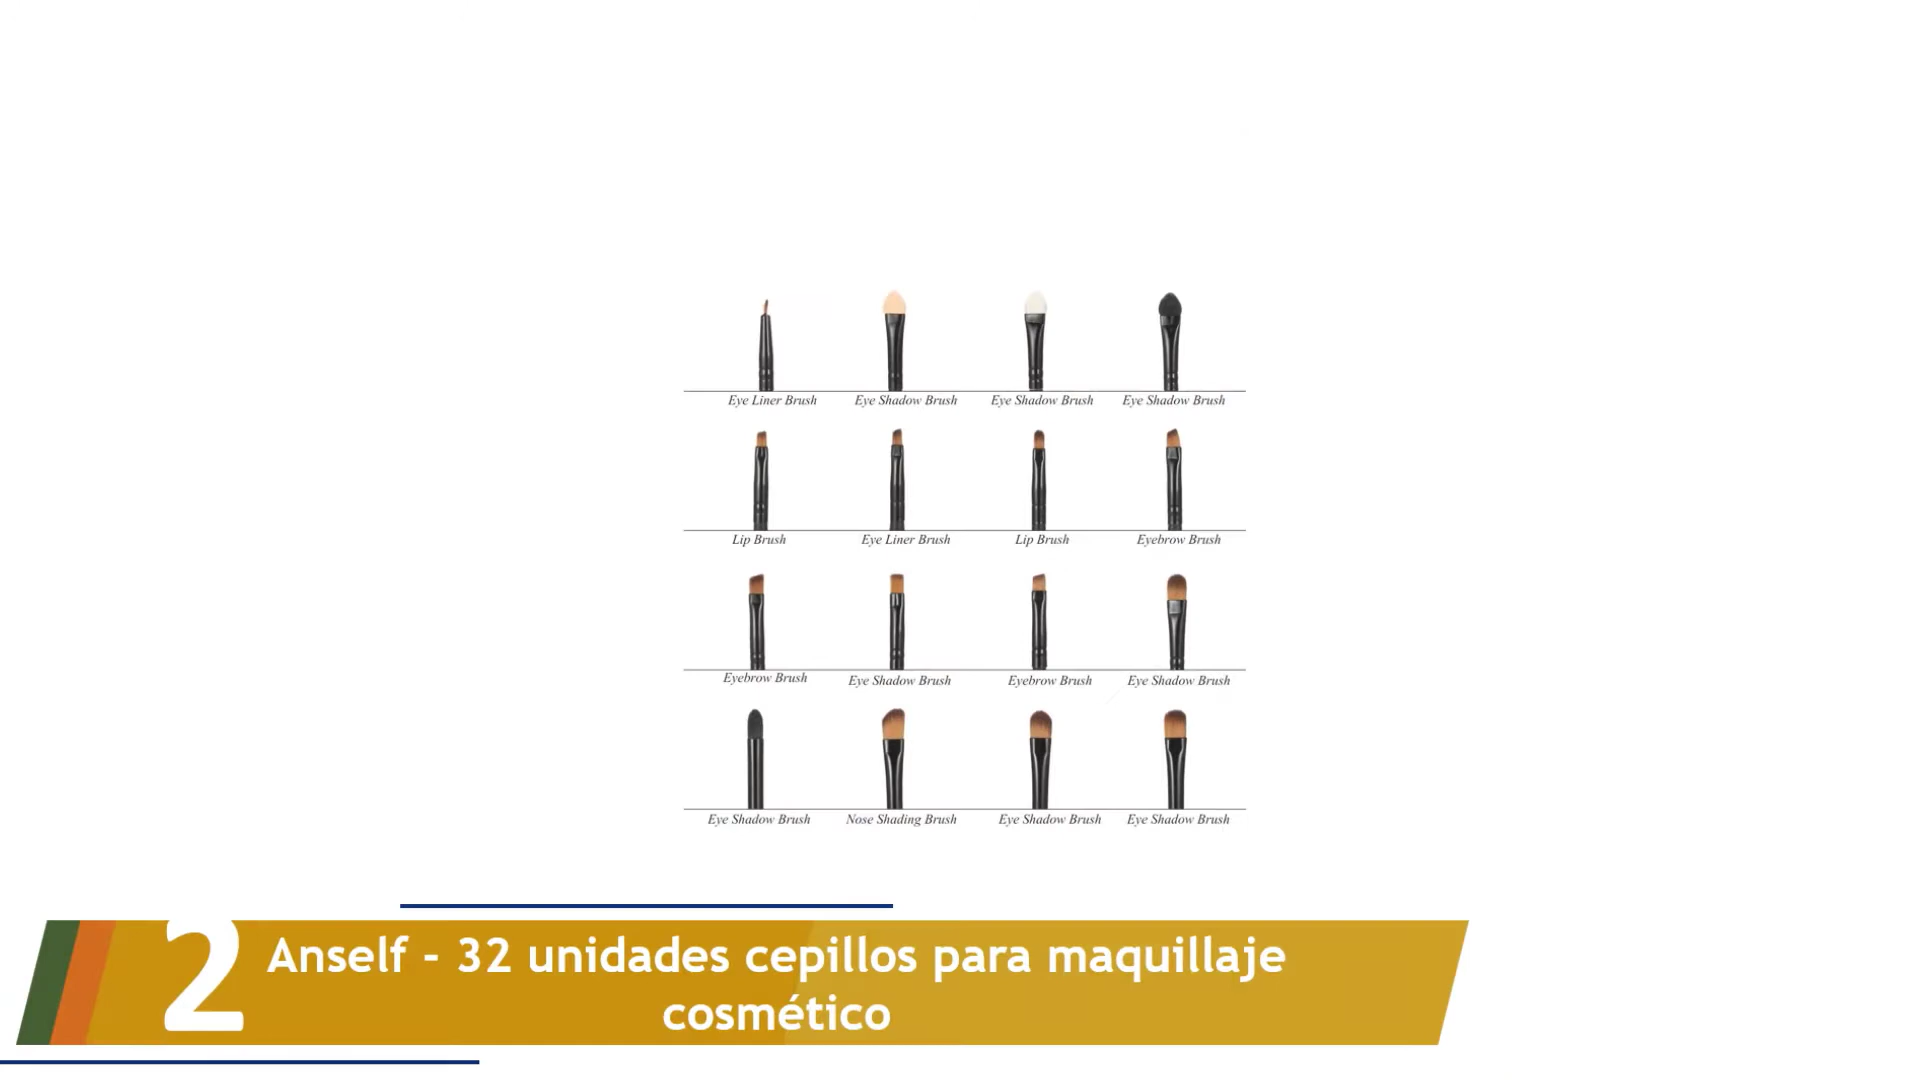 Eye Liner Brush Eye Shadow Brush Eye Shadow Brush Eye Shadow Brush
Lip Brush Eye Liner Brush Lip Brush Eyebrow Brush
Eyebrow Brush Eye Shadow Brush Eyebrow Brush Eye Shadow Brush
Eye Shadow Brush Nose Shading Brush Eye Shadow Brush Eye Shadow Brush
2
Anself - 32 unidades cepillos para maquillaje
cosmético